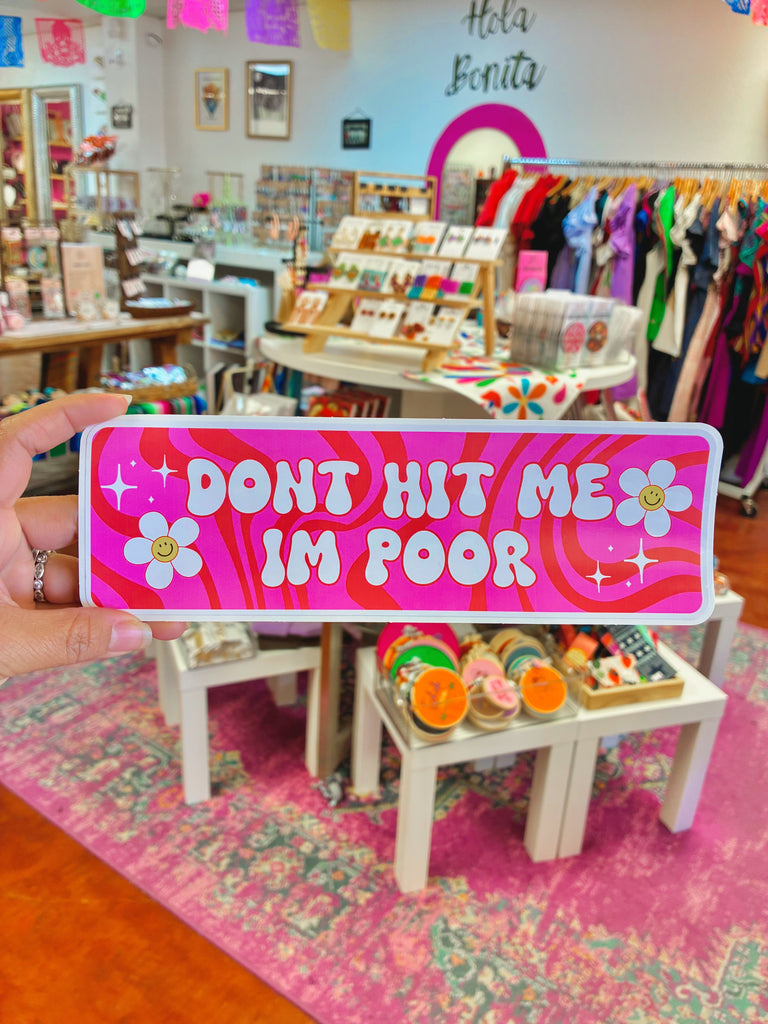 Hola
Bonita
DONT HIT ME
IM POOR